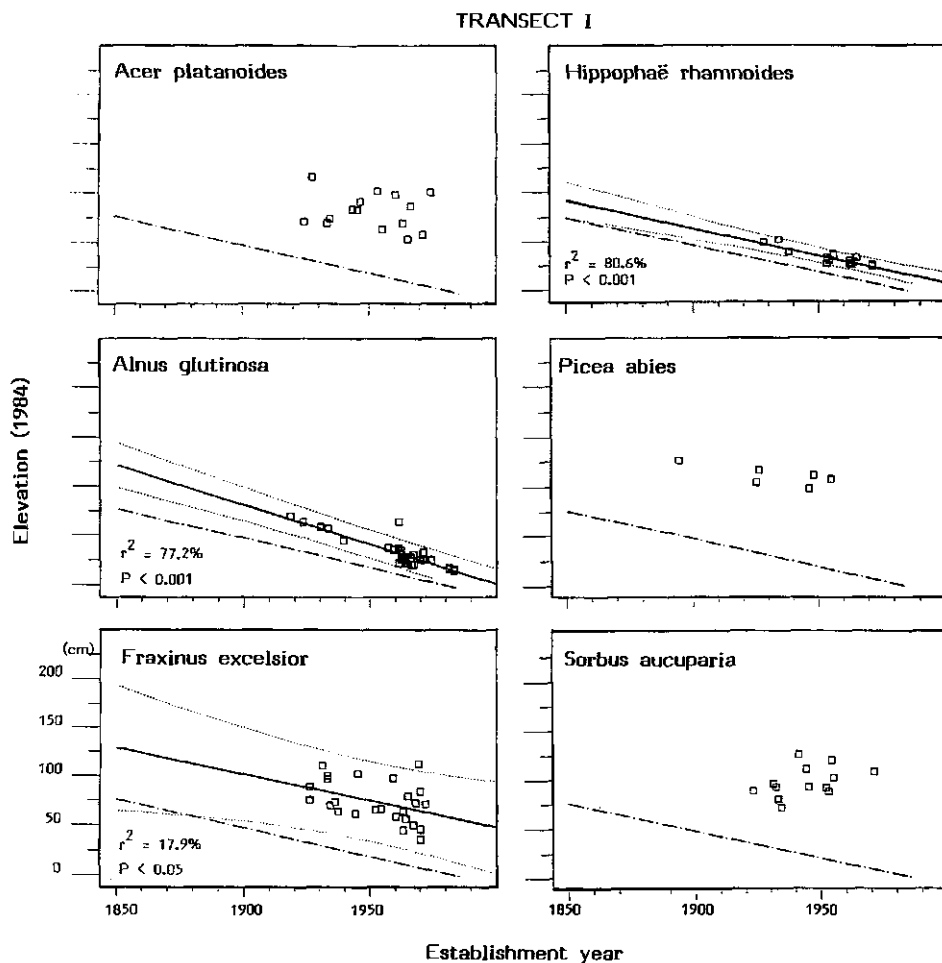 TRANSECT I
Acer platanoides
Hippophaë rhamnoides
r² = 80.6%
P < 0.001
Alnus glutinosa
r² = 77.2%
P < 0.001
Picea abies
Elevation (1984)
(cm)
Fraxinus excelsior
200
150
100
50
0
r² = 17.9%
P < 0.05
Sorbus aucuparia
1850
1900
1950
1850
1900
1950
Establishment year